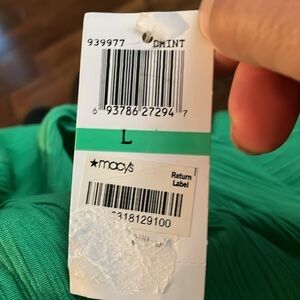 939977 DMINT
6 93786 27294 7
L
★macy's
Return
Label
318129100